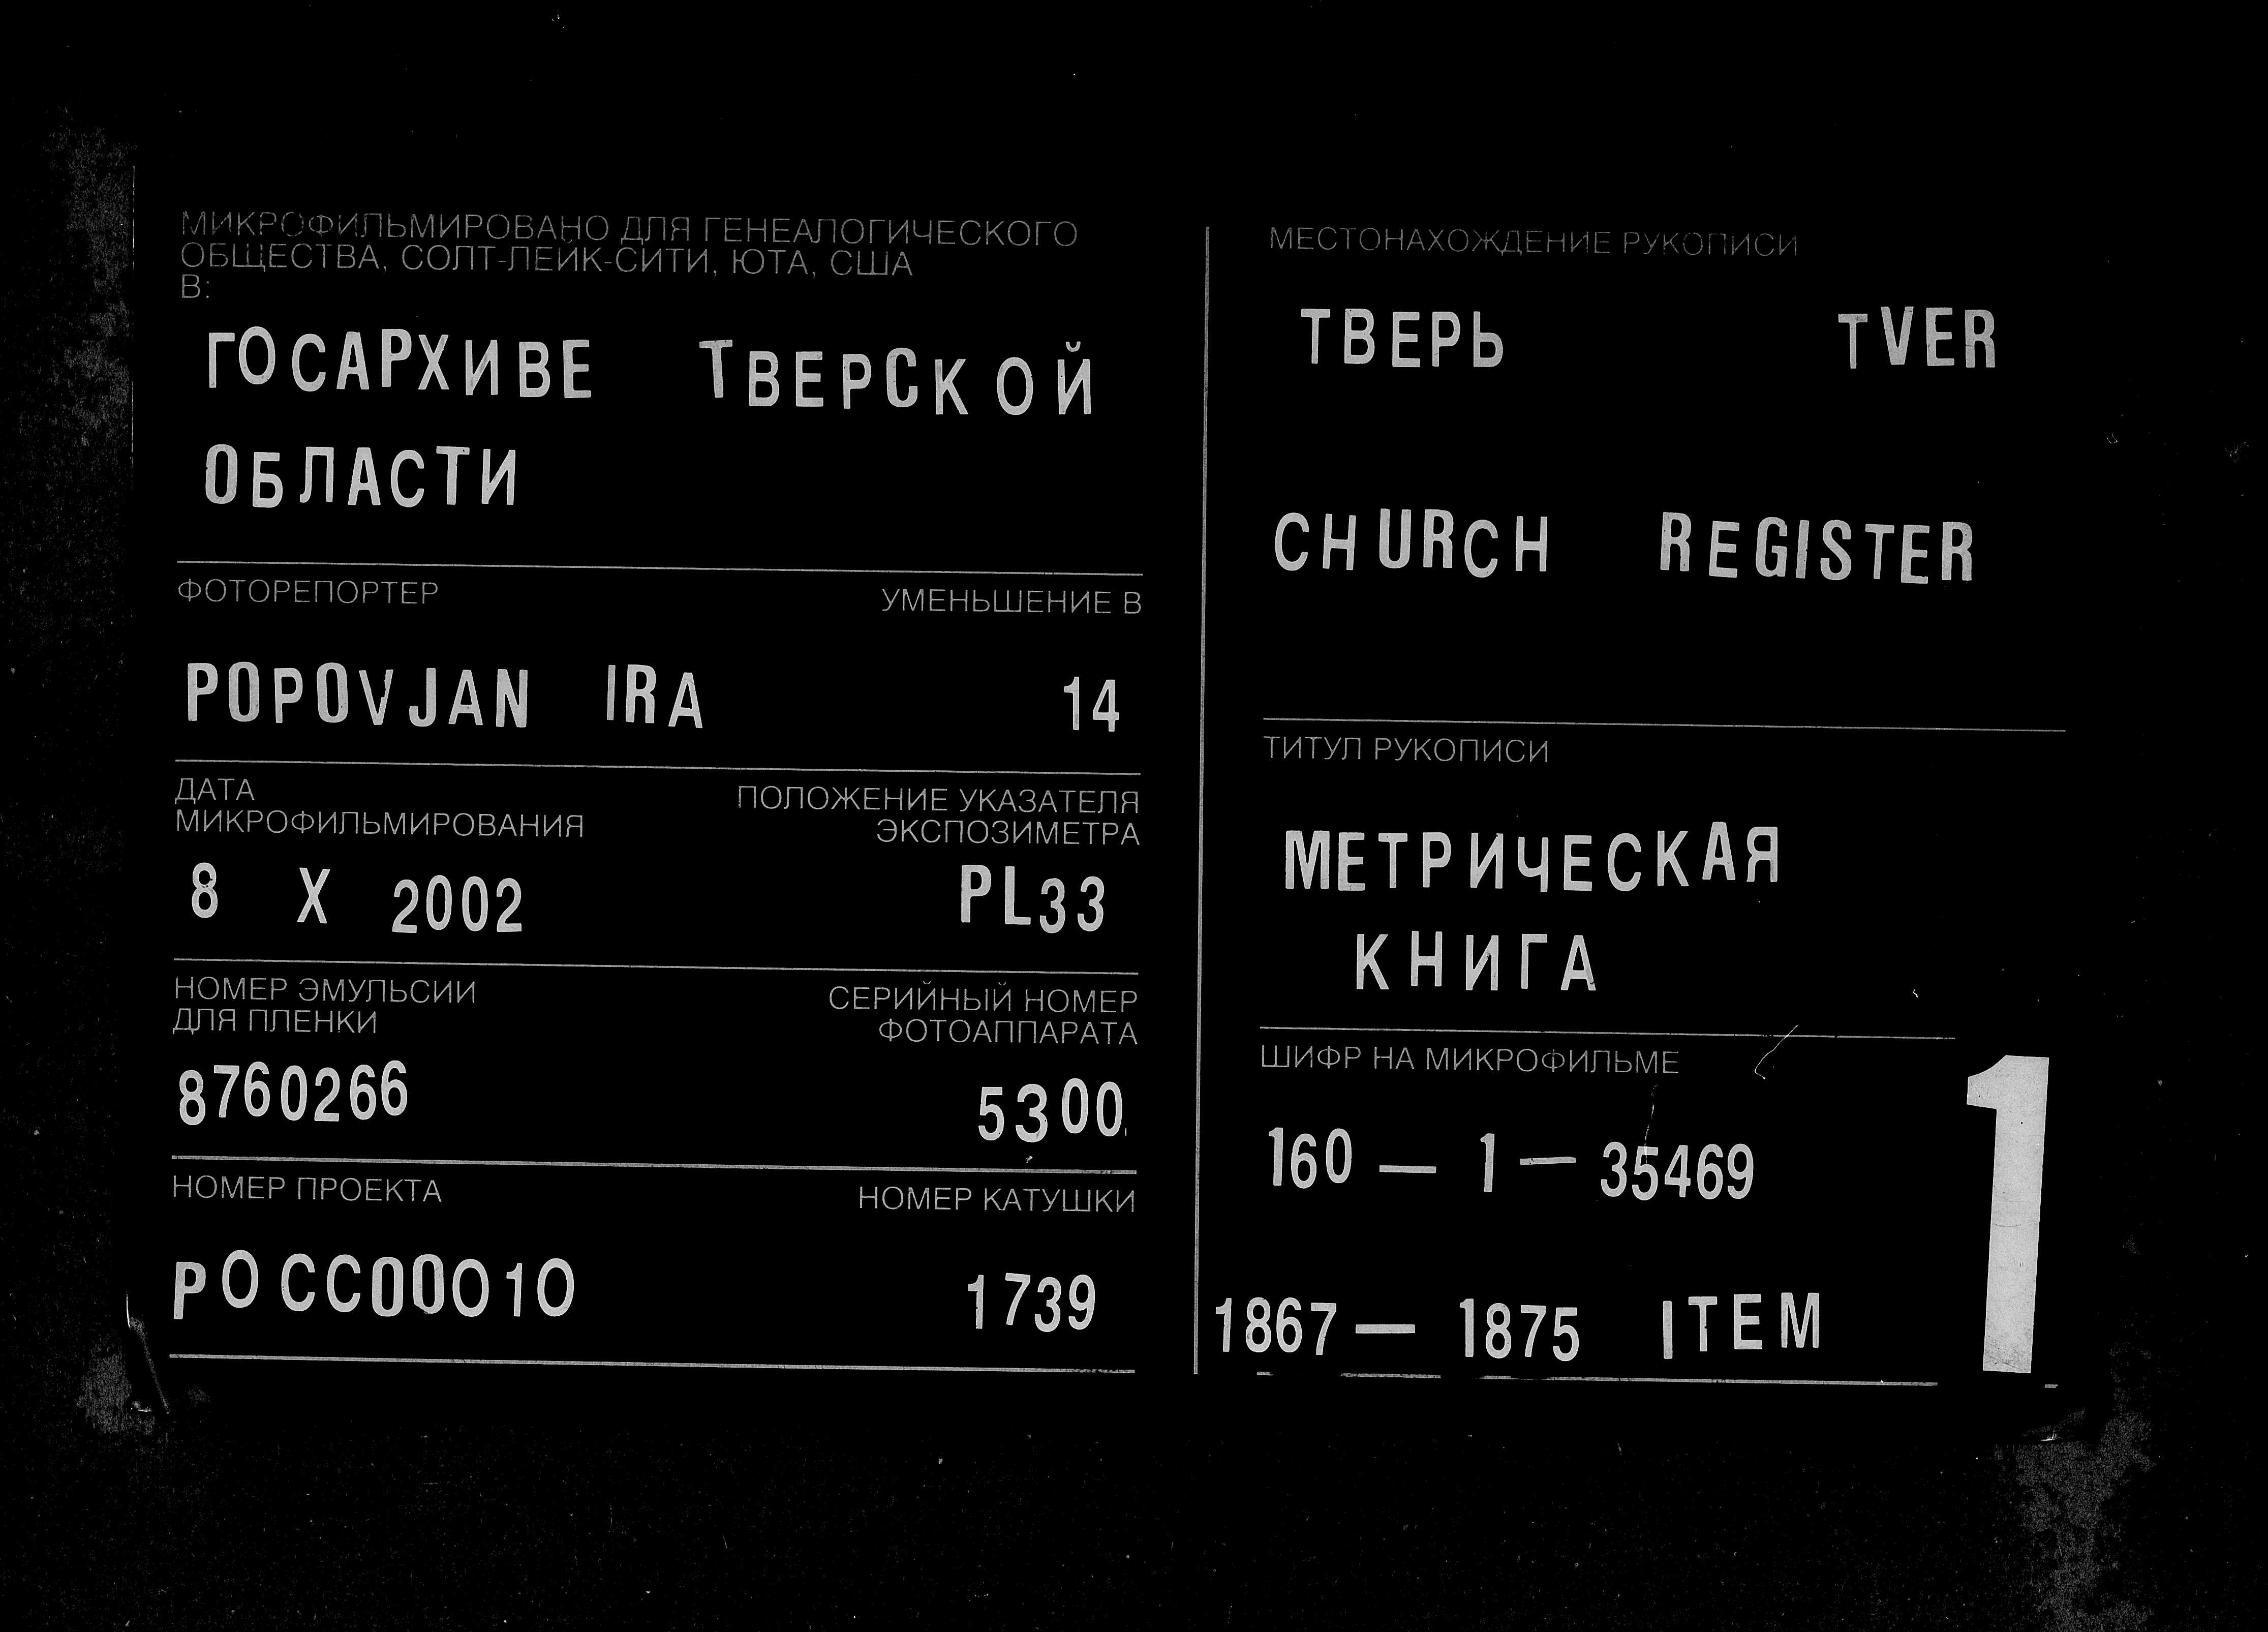 МИКРОФИЛЬМИРОВАНО ДЛЯ ГЕНЕАЛОГИЧЕСКОГО
ОБЩЕСТВА, СОЛТ-ЛЕЙК-СИТИ, ЮТА, США
В:
ГОСАРХИВЕ ТВЕРСКОЙ
ОБЛАСТИ
ФОТОРЕПОРТЕР УМЕНЬШЕНИЕ В
POPOVJAN IRA 14
ДАТА
МИКРОФИЛЬМИРОВАНИЯ
ПОЛОЖЕНИЕ УКАЗАТЕЛЯ
ЭКСПОЗИМЕТРА
8 X 2002 PL33
НОМЕР ЭМУЛЬСИИ
ДЛЯ ПЛЕНКИ
СЕРИЙНЫЙ НОМЕР
ФОТОАППАРАТА
8760266 5300
НОМЕР ПРОЕКТА НОМЕР КАТУШКИ
РОСС00010 1739
МЕСТОНАХОЖДЕНИЕ РУКОПИСИ
ТВЕРЬ TVER
CHURCH REGISTER
ТИТУЛ РУКОПИСИ
МЕТРИЧЕСКАЯ
КНИГА
ШИФР НА МИКРОФИЛЬМЕ
160 — 1 — 35469
1867 — 1875 ITEM 1